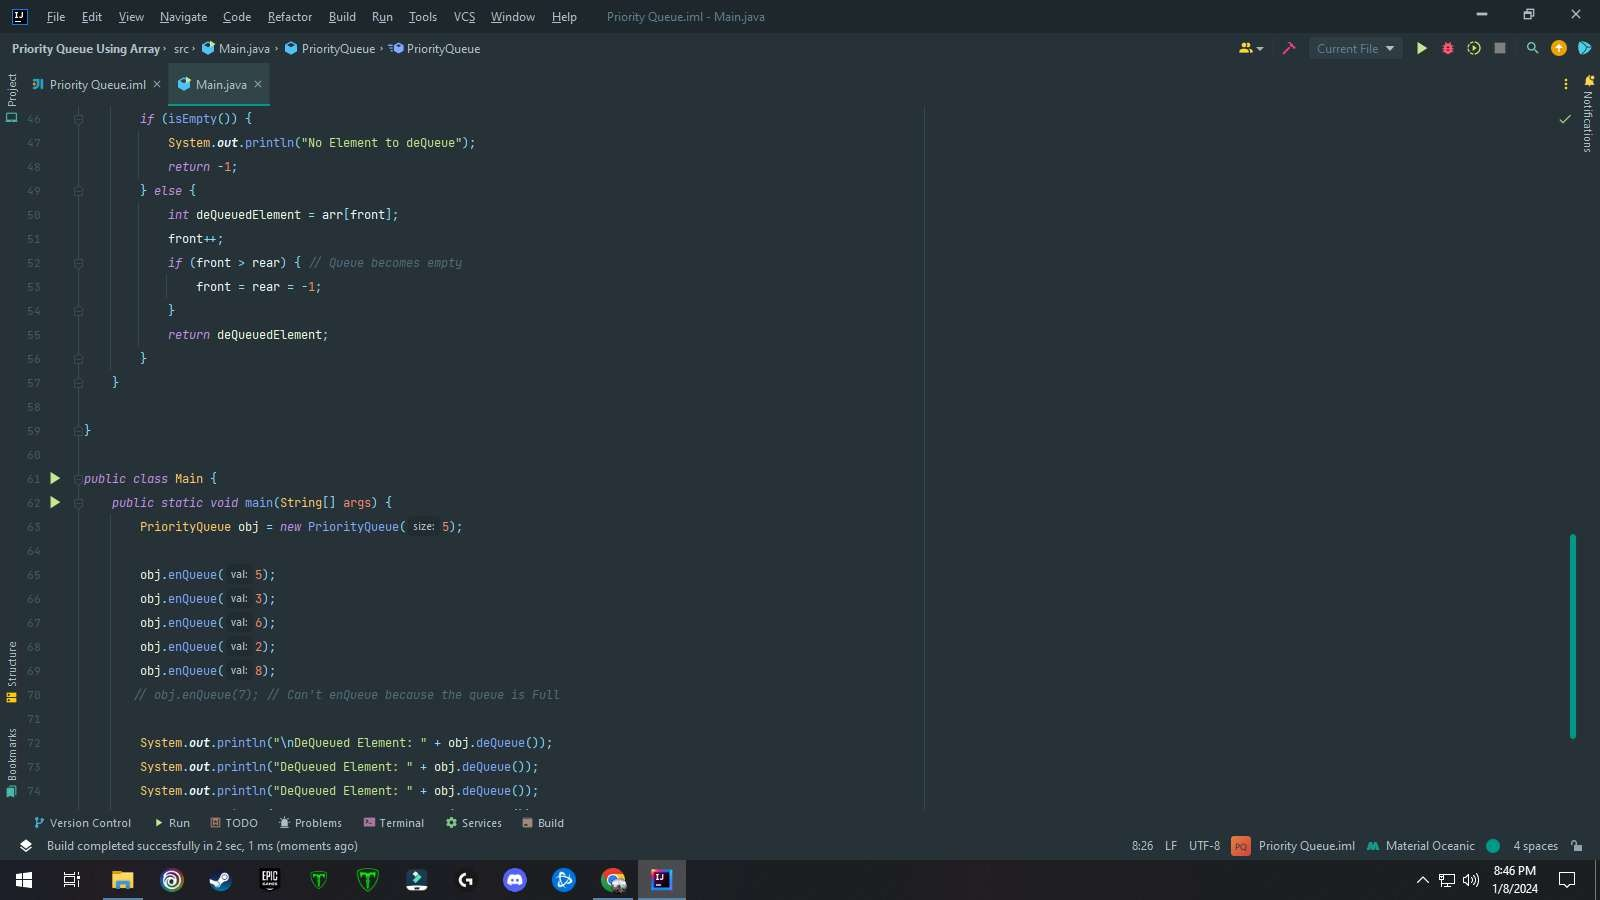 File Edit View Navigate Code Refactor Build Run Tools VCS Window Help Priority Queue.iml - Main.java
Priority Queue Using Array › src › Main.java › PriorityQueue › PriorityQueue
Current File
Priority Queue.iml × Main.java ×
Project
Notifications
46 if (isEmpty()) {
47 System.out.println("No Element to deQueue");
48 return -1;
49 } else {
50 int deQueuedElement = arr[front];
51 front++;
52 if (front > rear) { // Queue becomes empty
53 front = rear = -1;
54 }
55 return deQueuedElement;
56 }
57 }
58
59 }
60
61 public class Main {
62 public static void main(String[] args) {
63 PriorityQueue obj = new PriorityQueue( size: 5);
64
65 obj.enQueue( val: 5);
66 obj.enQueue( val: 3);
67 obj.enQueue( val: 6);
68 obj.enQueue( val: 2);
69 obj.enQueue( val: 8);
70 // obj.enQueue(7); // Can't enQueue because the queue is Full
71
72 System.out.println("\nDeQueued Element: " + obj.deQueue());
73 System.out.println("DeQueued Element: " + obj.deQueue());
74 System.out.println("DeQueued Element: " + obj.deQueue());
Structure
Bookmarks
Version Control Run TODO Problems Terminal Services Build
Build completed successfully in 2 sec, 1 ms (moments ago) 8:26 LF UTF-8 PQ Priority Queue.iml Material Oceanic 4 spaces
EPIC GAMES
8:46 PM
1/8/2024